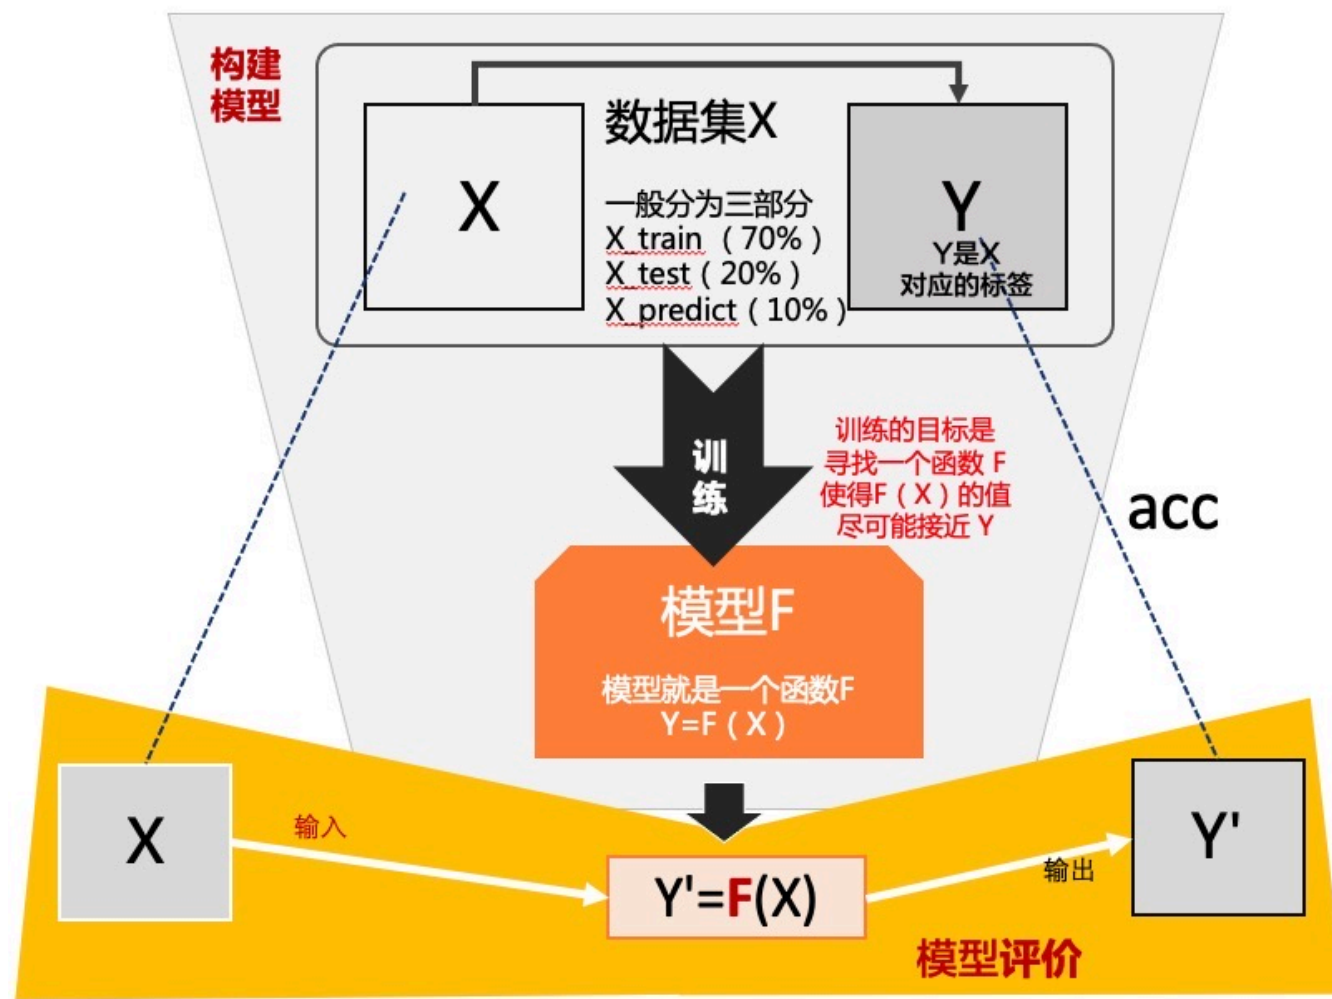 构建
模型
数据集X
X
一般分为三部分
X_train（70%）
X_test（20%）
X_predict（10%）
Y
Y是X
对应的标签
训
练
训练的目标是
寻找一个函数 F
使得F（X）的值
尽可能接近 Y
acc
模型F
模型就是一个函数F
Y=F（X）
X
输入
Y'=F(X)
输出
Y'
模型评价